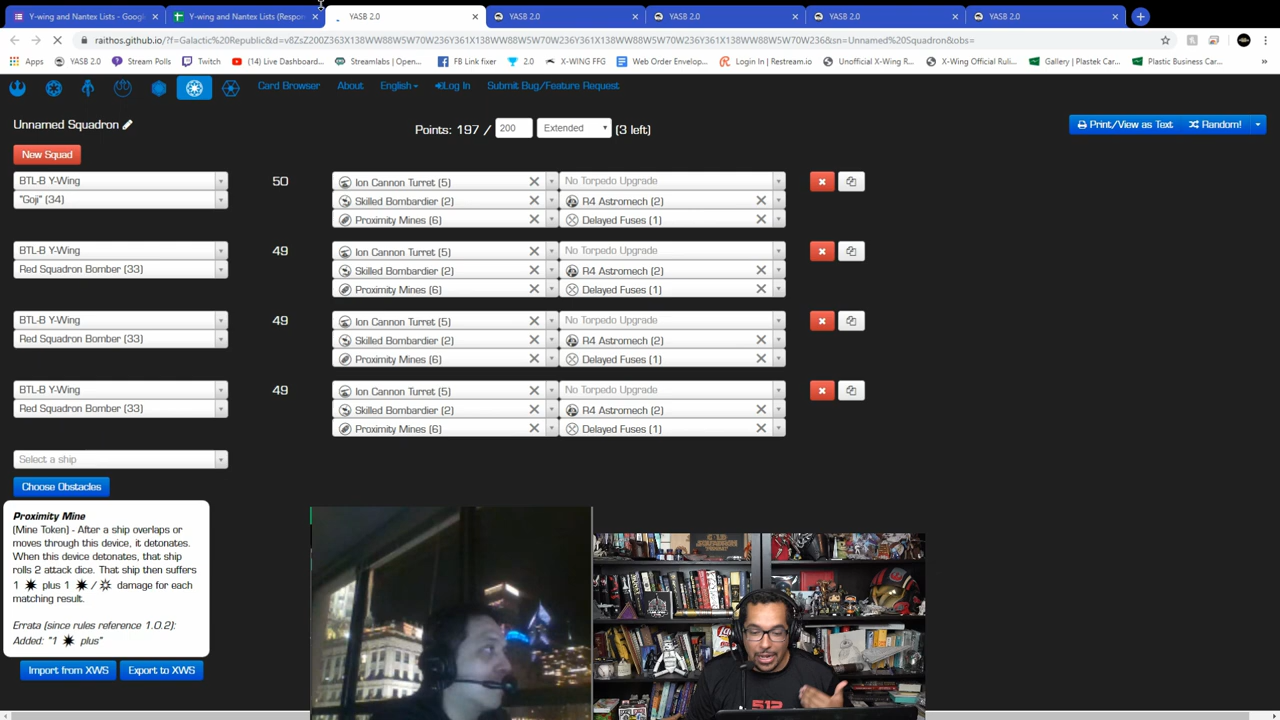 Y-wing and Nantex Lists - Googl
Y-wing and Nantex Lists (Respon
YASB 2.0
YASB 2.0
YASB 2.0
YASB 2.0
YASB 2.0
raithos.github.io/?f=Galactic%20Republic&d=v8ZsZ200Z363X138WW88W5W70W236Y361X138WW88W5W70W236Y361X138WW88W5W70W236Y361X138WW88W5W70W236&sn=Unnamed%20Squadron&obs=
Apps
YASB 2.0
Stream Polls
Twitch
(14) Live Dashboard...
Streamlabs | Openb...
FB Link fixer
2.0
X-WING FFG
Web Order Envelop...
Login In | Restream.io
Unofficial X-Wing R...
X-Wing Official Ruli...
Gallery | Plastek Car...
Plastic Business Car...
Card Browser
About
English
Log In
Submit Bug/Feature Request
Unnamed Squadron
Points: 197 / 200
Extended
(3 left)
Print/View as Text
Random!
New Squad
BTL-B Y-Wing
50
Ion Cannon Turret (5)
No Torpedo Upgrade
"Goji" (34)
Skilled Bombardier (2)
R4 Astromech (2)
Proximity Mines (6)
Delayed Fuses (1)
BTL-B Y-Wing
49
Ion Cannon Turret (5)
No Torpedo Upgrade
Red Squadron Bomber (33)
Skilled Bombardier (2)
R4 Astromech (2)
Proximity Mines (6)
Delayed Fuses (1)
BTL-B Y-Wing
49
Ion Cannon Turret (5)
No Torpedo Upgrade
Red Squadron Bomber (33)
Skilled Bombardier (2)
R4 Astromech (2)
Proximity Mines (6)
Delayed Fuses (1)
BTL-B Y-Wing
49
Ion Cannon Turret (5)
No Torpedo Upgrade
Red Squadron Bomber (33)
Skilled Bombardier (2)
R4 Astromech (2)
Proximity Mines (6)
Delayed Fuses (1)
Select a ship
Choose Obstacles
Proximity Mine
(Mine Token) - After a ship overlaps or
moves through this device, it detonates.
When this device detonates, that ship
rolls 2 attack dice. That ship then suffers
1 plus 1 / damage for each
matching result.
Errata (since rules reference 1.0.2):
Added: "1 plus"
Import from XWS
Export to XWS
512